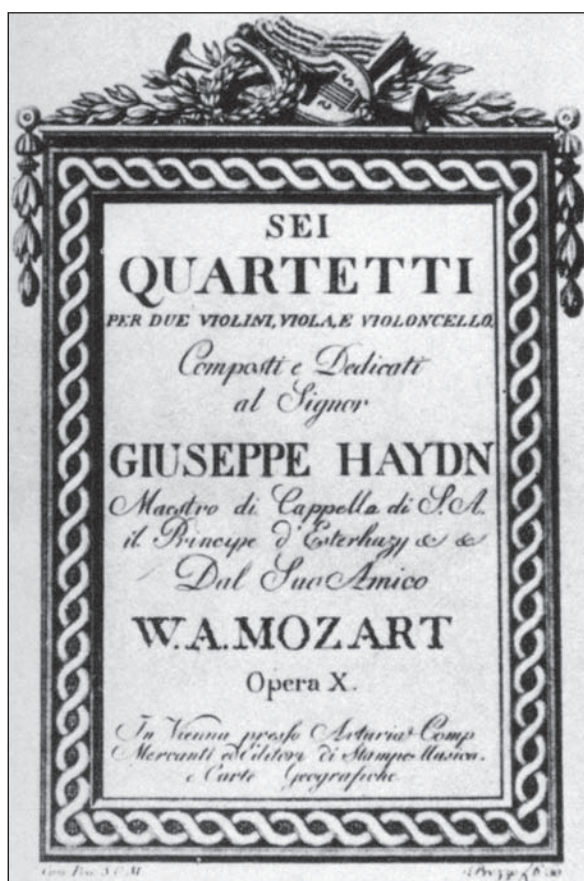 SEI
QUARTETTI
PER DUE VIOLINI, VIOLA, E VIOLONCELLO.
Composti e Dedicati
al Signor
GIUSEPPE HAYDN
Maestro di Cappella di S. A.
il Principe d'Esterhazy & &
Dal Suo Amico
W. A. MOZART
Opera X.
In Vienna presso Artaria Comp
Mercanti ed Editori di Stampe Musica.
e Carte Geografiche